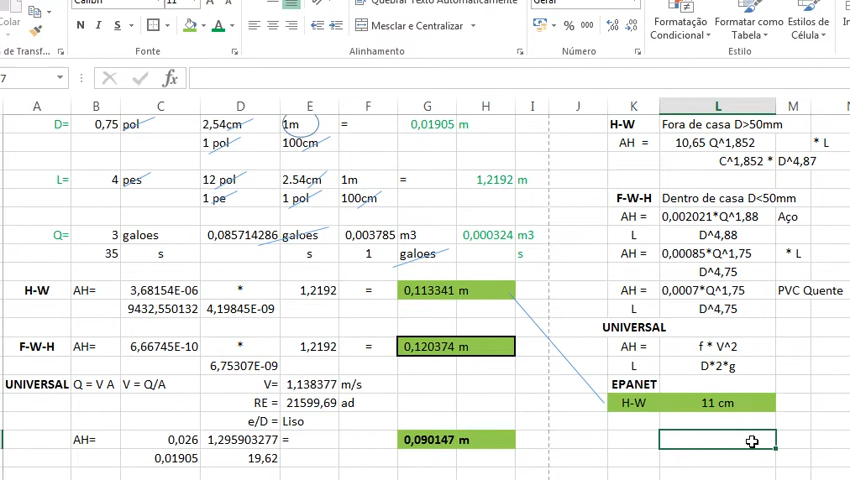 Colar
Calibri 11
Quebrar Texto Automaticamente
Geral
N I S
Mesclar e Centralizar
% 000
Formatação Condicional
Formatar como Tabela
Estilos de Célula
de Transf...
Fonte
Alinhamento
Número
Estilo
7 fx
A B C D E F G H I J K L M N
D= 0,75 pol 2,54cm 1m = 0,01905 m H-W Fora de casa D>50mm
1 pol 100cm AH = 10,65 Q^1,852 * L
C^1,852 * D^4,87
L= 4 pes 12 pol 2.54cm 1m = 1,2192 m
1 pe 1 pol 100cm F-W-H Dentro de casa D<50mm
AH = 0,002021*Q^1,88 Aço
Q= 3 galoes 0,085714286 galoes 0,003785 m3 0,000324 m3 L D^4,88
35 s s 1 galoes s AH = 0,00085*Q^1,75 * L
D^4,75
H-W AH= 3,68154E-06 * 1,2192 = 0,113341 m AH = 0,0007*Q^1,75 PVC Quente
9432,550132 4,19845E-09 L D^4,75
UNIVERSAL
F-W-H AH= 6,66745E-10 * 1,2192 = 0,120374 m AH = f * V^2
6,75307E-09 L D*2*g
UNIVERSAL Q = V A V = Q/A V= 1,138377 m/s EPANET
RE = 21599,69 ad H-W 11 cm
e/D = Liso
AH= 0,026 1,295903277 = 0,090147 m
0,01905 19,62